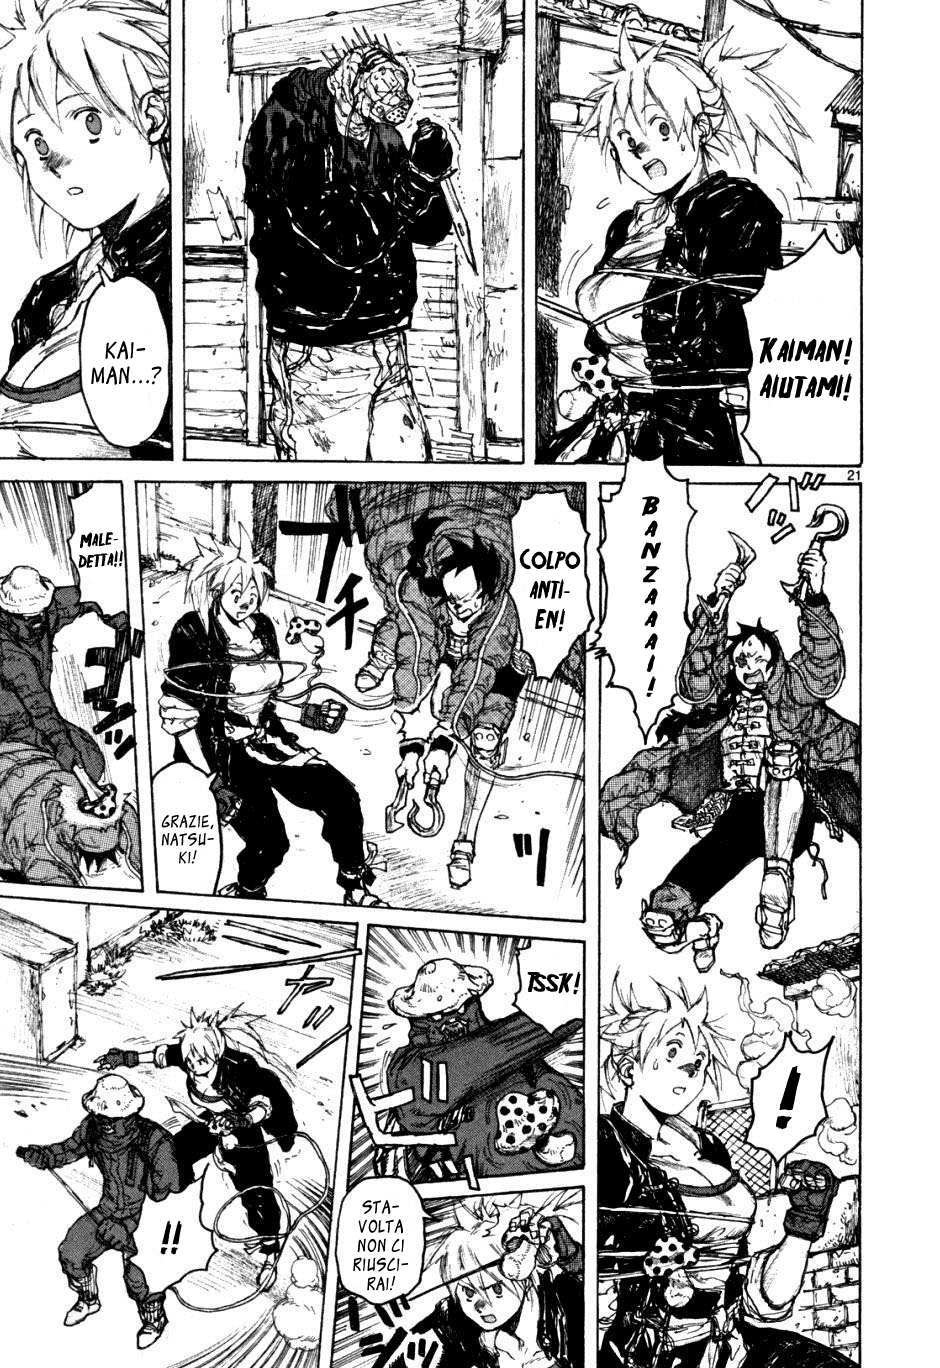 KAIMAN!
AIUTAMI!
KAI-
MAN...?
21
BANZAAAI!
COLPO
ANTI-
EN!
GRAZIE,
NATSU-
KI!
MALE-
DETTA!!
!
TSSK!
STA-
VOLTA
NON CI
RIUSCI-
RAI!
!!